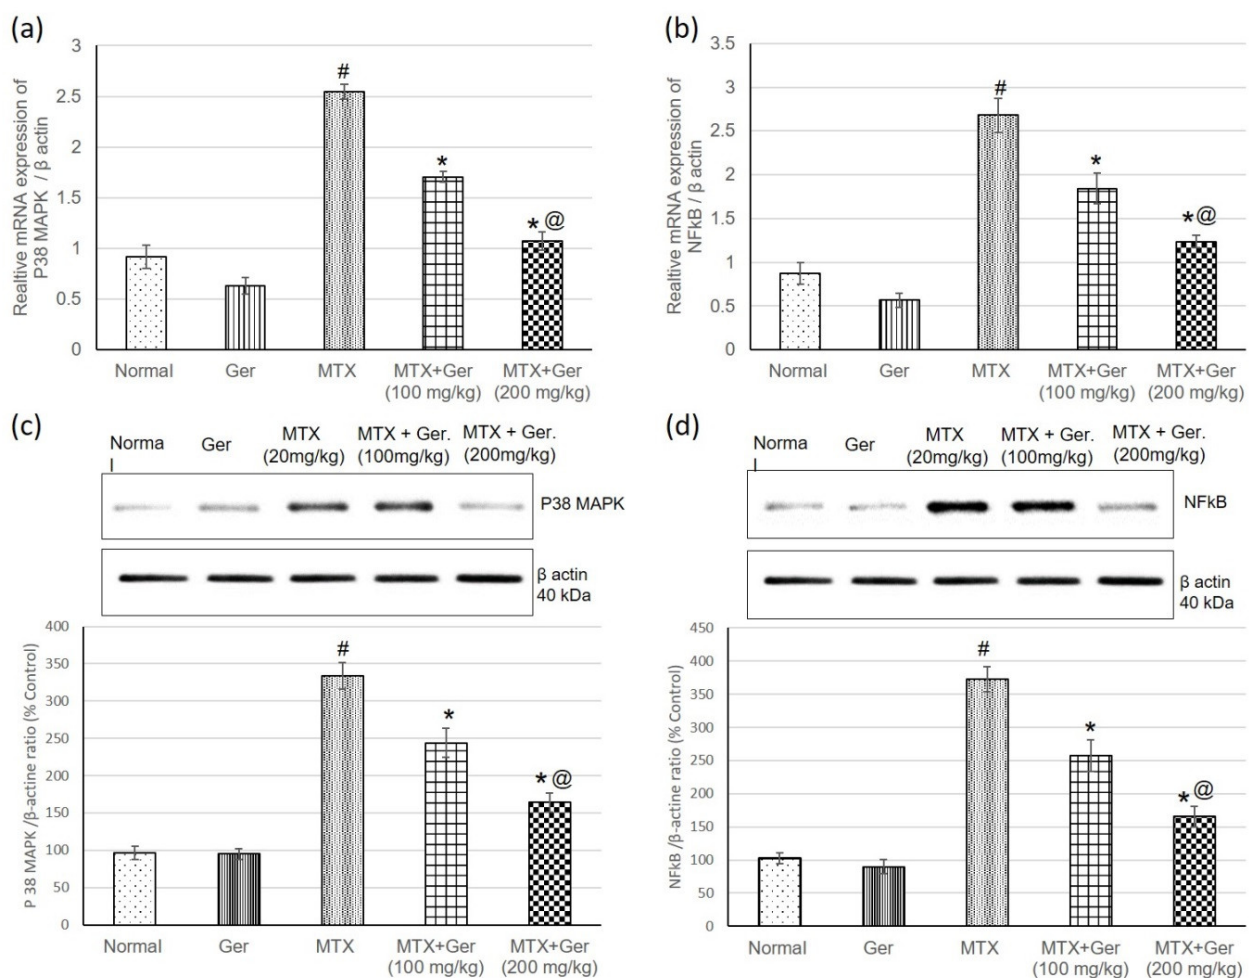 (a)
3
2.5
2
1.5
1
0.5
0
Realtive mRNA expression of
P38 MAPK / β actin
#
*
*@
Normal
Ger
MTX
MTX+Ger
(100 mg/kg)
MTX+Ger
(200 mg/kg)
(b)
3.5
3
2.5
2
1.5
1
0.5
0
Realtive mRNA expression of
NFkB / β actin
#
*
*@
Normal
Ger
MTX
MTX+Ger
(100 mg/kg)
MTX+Ger
(200 mg/kg)
(c)
Norma
l
Ger
MTX
(20mg/kg)
MTX + Ger.
(100mg/kg)
MTX + Ger.
(200mg/kg)
P38 MAPK
β actin
40 kDa
400
350
300
250
200
150
100
50
0
P 38 MAPK /β-actine ratio (% Control)
#
*
*@
Normal
Ger
MTX
MTX+Ger
(100 mg/kg)
MTX+Ger
(200 mg/kg)
(d)
Norma
l
Ger
MTX
(20mg/kg)
MTX + Ger.
(100mg/kg)
MTX + Ger.
(200mg/kg)
NFkB
β actin
40 kDa
450
400
350
300
250
200
150
100
50
0
NFkB /β-actine ratio (% Control)
#
*
*@
Normal
Ger
MTX
MTX+Ger
(100 mg/kg)
MTX+Ger
(200 mg/kg)